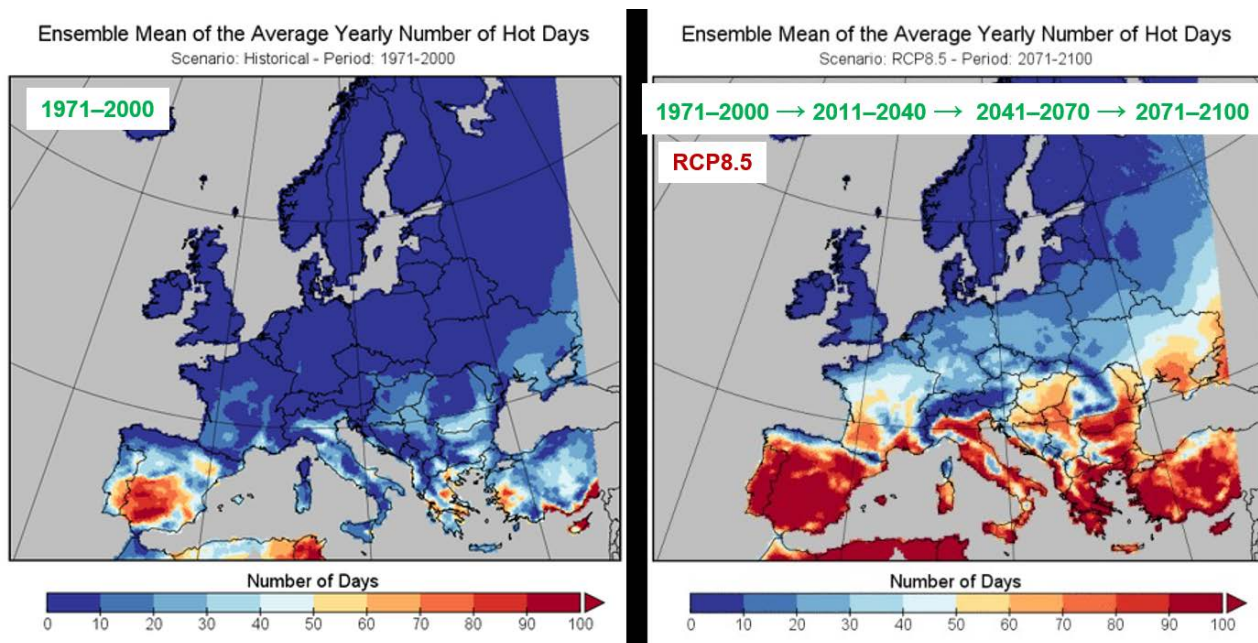 Ensemble Mean of the Average Yearly Number of Hot Days
Scenario: Historical - Period: 1971-2000
1971–2000
Number of Days
0 10 20 30 40 50 60 70 80 90 100
Ensemble Mean of the Average Yearly Number of Hot Days
Scenario: RCP8.5 - Period: 2071-2100
1971–2000 → 2011–2040 → 2041–2070 → 2071–2100
RCP8.5
Number of Days
0 10 20 30 40 50 60 70 80 90 100